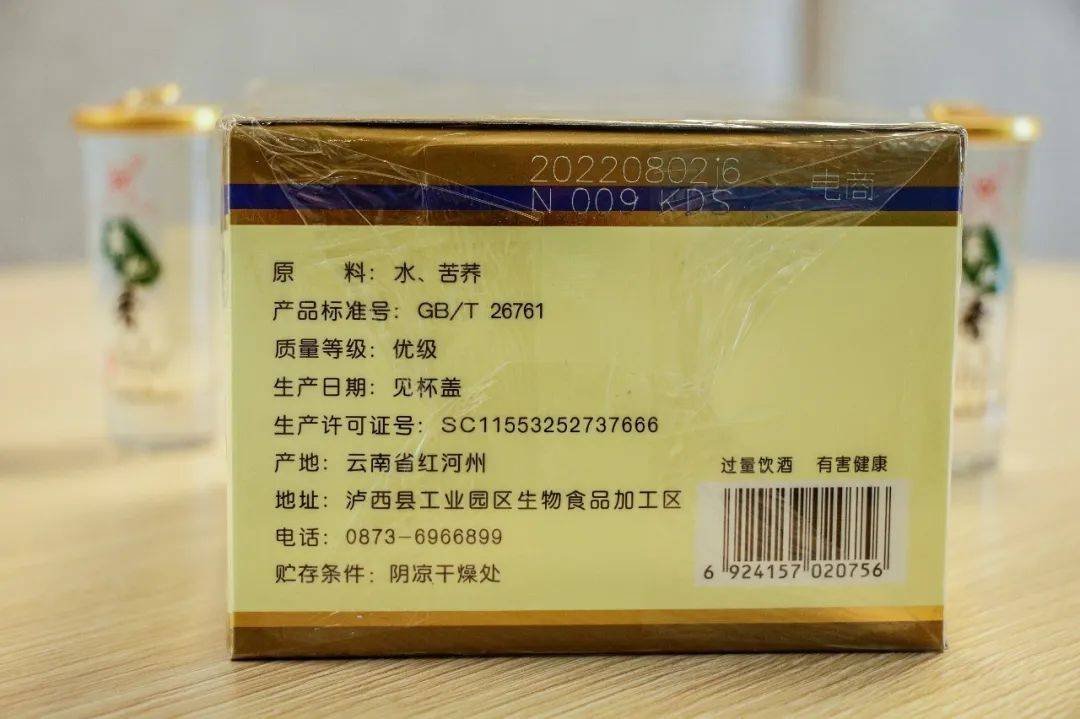 20220802j6
N 009 KDS
电商
原 料：水、苦荞
产品标准号：GB/T 26761
质量等级：优级
生产日期：见杯盖
生产许可证号：SC11553252737666
产地：云南省红河州
地址：泸西县工业园区生物食品加工区
电话：0873-6966899
贮存条件：阴凉干燥处
过量饮酒 有害健康
6 924157 020756